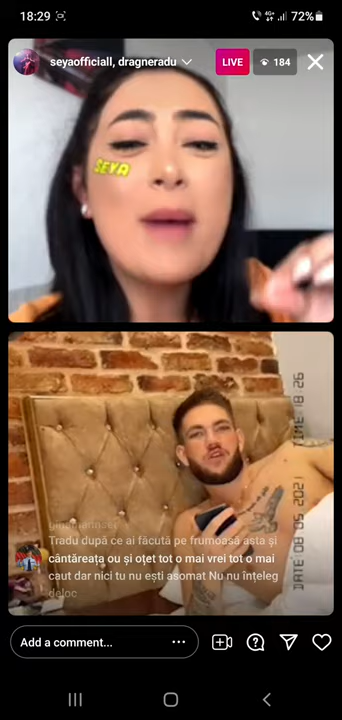 18:29
4G+
72%
seyaofficiall, dragneradu
LIVE
184
SEYA
TIME 18:26
DATE 08 05 2021
Tradu după ce ai făcută pe frumoasă asta și
cântăreața ou și oțet tot o mai vrei tot o mai
caut dar nici tu nu ești asomat Nu nu înțeleg
deloc
Add a comment...